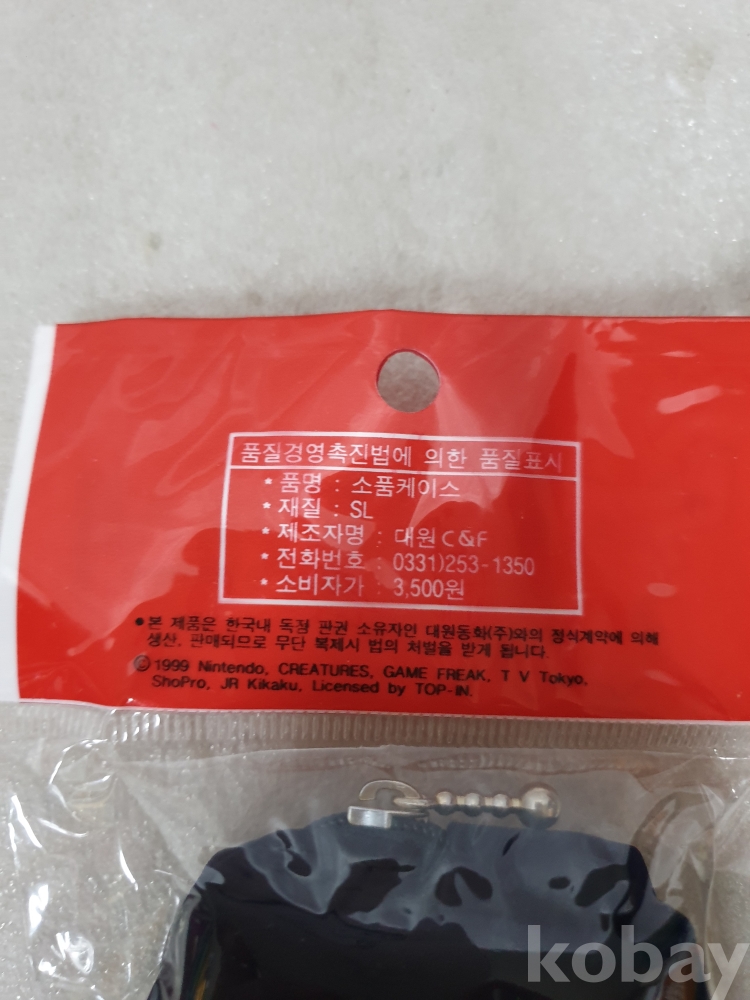 품질경영촉진법에 의한 품질표시
* 품명 : 소품케이스
* 재질 : SL
* 제조자명 : 대원 C&F
* 전화번호 : 0331)253-1350
* 소비자가 : 3,500원
● 본 제품은 한국내 독점 판권 소유자인 대원동화(주)와의 정식계약에 의해
생산, 판매되므로 무단 복제시 법의 처벌을 받게 됩니다.
© 1999 Nintendo, CREATURES, GAME FREAK, T V Tokyo,
ShoPro, JR Kikaku, Licensed by TOP-IN.
kobay